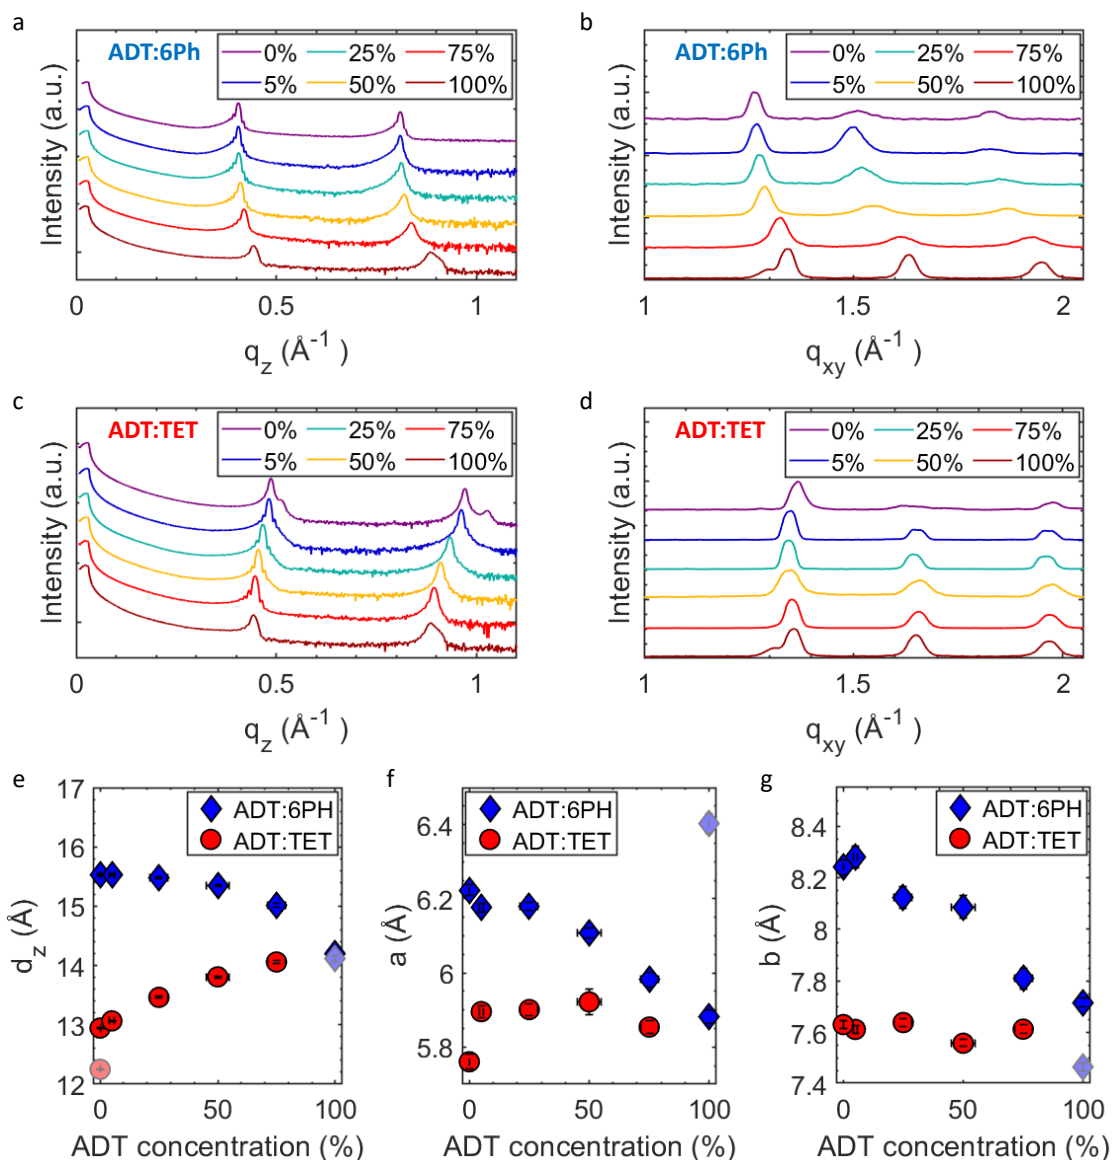 a
ADT:6Ph
0% 25% 75%
5% 50% 100%
Intensity (a.u.)
0 0.5 1
q_z (Å^-1 )
b
ADT:6Ph
0% 25% 75%
5% 50% 100%
Intensity (a.u.)
1 1.5 2
q_xy (Å^-1 )
c
ADT:TET
0% 25% 75%
5% 50% 100%
Intensity (a.u.)
0 0.5 1
q_z (Å^-1 )
d
ADT:TET
0% 25% 75%
5% 50% 100%
Intensity (a.u.)
1 1.5 2
q_xy (Å^-1 )
e
ADT:6PH
ADT:TET
17
16
15
14
13
12
d_z (Å)
0 50 100
ADT concentration (%)
f
ADT:6PH
ADT:TET
6.4
6.2
6
5.8
a (Å)
0 50 100
ADT concentration (%)
g
ADT:6PH
ADT:TET
8.4
8.2
8
7.8
7.6
7.4
b (Å)
0 50 100
ADT concentration (%)